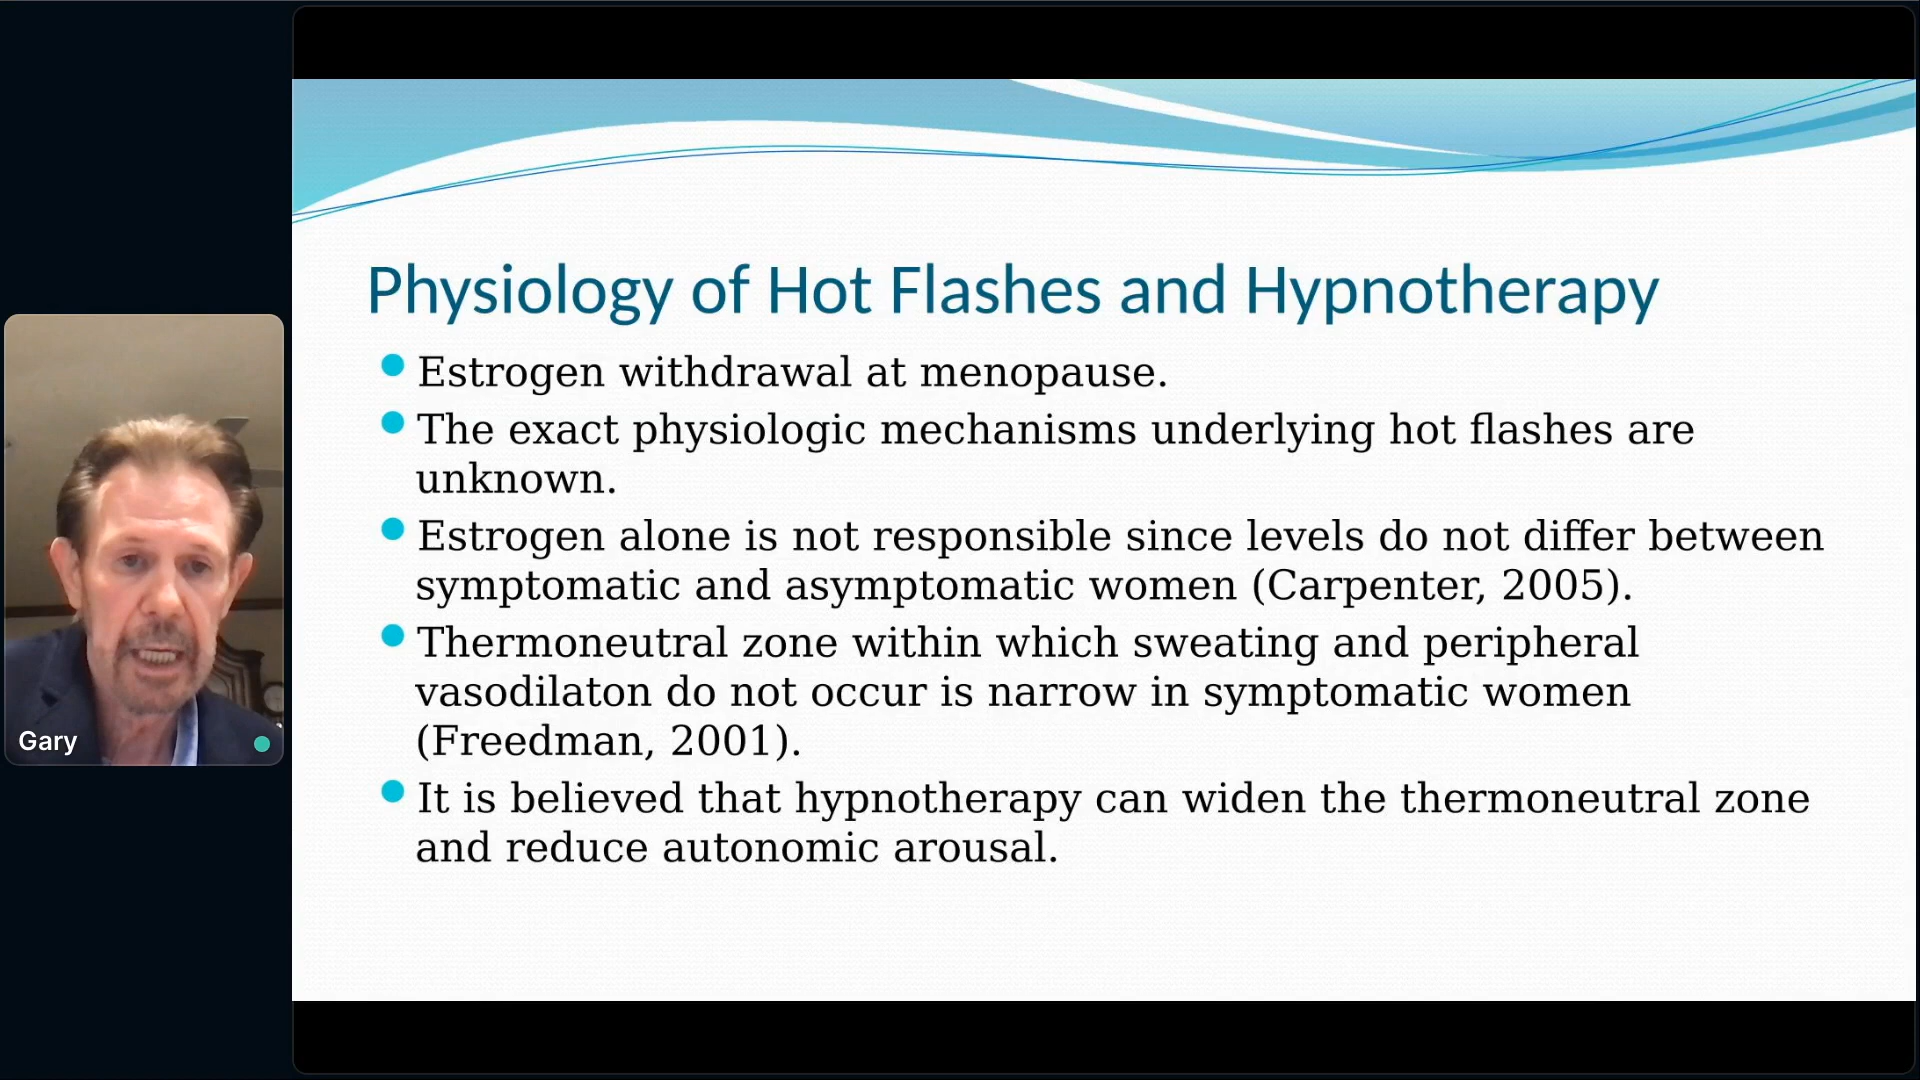 Physiology of Hot Flashes and Hypnotherapy
Estrogen withdrawal at menopause.
The exact physiologic mechanisms underlying hot flashes are
unknown.
Estrogen alone is not responsible since levels do not differ between
symptomatic and asymptomatic women (Carpenter, 2005).
Thermoneutral zone within which sweating and peripheral
vasodilaton do not occur is narrow in symptomatic women
(Freedman, 2001).
It is believed that hypnotherapy can widen the thermoneutral zone
and reduce autonomic arousal.
Gary